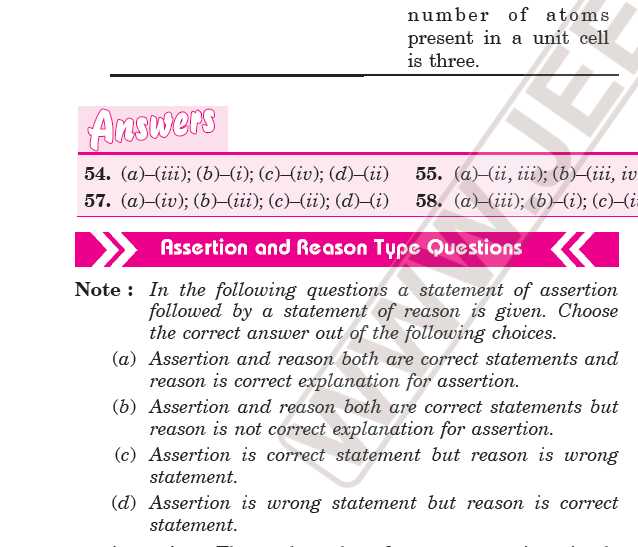 number of atoms
present in a unit cell
is three.
Answers
54. (a)–(iii); (b)–(i); (c)–(iv); (d)–(ii) 55. (a)–(ii, iii); (b)–(iii, iv
57. (a)–(iv); (b)–(iii); (c)–(ii); (d)–(i) 58. (a)–(iii); (b)–(i); (c)–(i
Assertion and Reason Type Questions
Note : In the following questions a statement of assertion
followed by a statement of reason is given. Choose
the correct answer out of the following choices.
(a) Assertion and reason both are correct statements and
reason is correct explanation for assertion.
(b) Assertion and reason both are correct statements but
reason is not correct explanation for assertion.
(c) Assertion is correct statement but reason is wrong
statement.
(d) Assertion is wrong statement but reason is correct
statement.
WWW.JEE